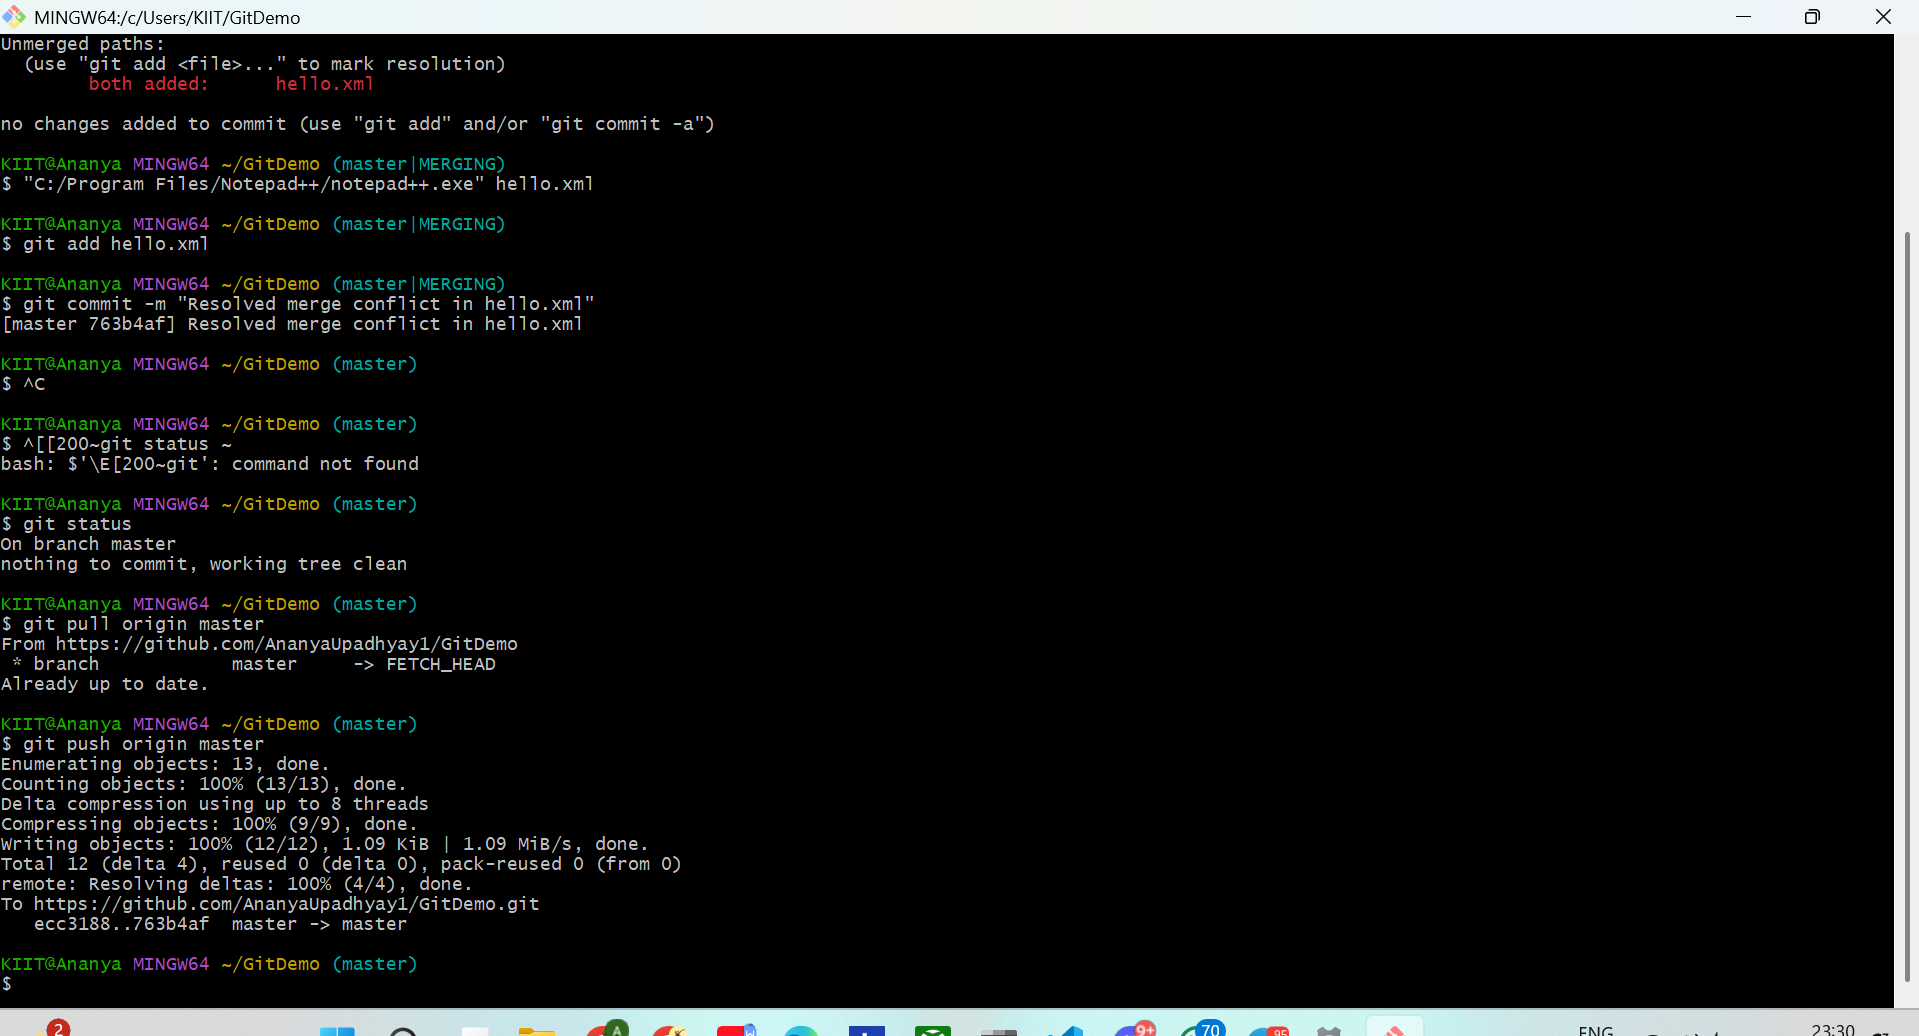 MINGW64:/c/Users/KIIT/GitDemo
Unmerged paths:
  (use "git add <file>..." to mark resolution)
        both added:      hello.xml

no changes added to commit (use "git add" and/or "git commit -a")

KIIT@Ananya MINGW64 ~/GitDemo (master|MERGING)
$ "C:/Program Files/Notepad++/notepad++.exe" hello.xml

KIIT@Ananya MINGW64 ~/GitDemo (master|MERGING)
$ git add hello.xml

KIIT@Ananya MINGW64 ~/GitDemo (master|MERGING)
$ git commit -m "Resolved merge conflict in hello.xml"
[master 763b4af] Resolved merge conflict in hello.xml

KIIT@Ananya MINGW64 ~/GitDemo (master)
$ ^C

KIIT@Ananya MINGW64 ~/GitDemo (master)
$ ^[[200~git status ~
bash: $'\E[200~git': command not found

KIIT@Ananya MINGW64 ~/GitDemo (master)
$ git status
On branch master
nothing to commit, working tree clean

KIIT@Ananya MINGW64 ~/GitDemo (master)
$ git pull origin master
From https://github.com/AnanyaUpadhyay1/GitDemo
 * branch            master     -> FETCH_HEAD
Already up to date.

KIIT@Ananya MINGW64 ~/GitDemo (master)
$ git push origin master
Enumerating objects: 13, done.
Counting objects: 100% (13/13), done.
Delta compression using up to 8 threads
Compressing objects: 100% (9/9), done.
Writing objects: 100% (12/12), 1.09 KiB | 1.09 MiB/s, done.
Total 12 (delta 4), reused 0 (delta 0), pack-reused 0 (from 0)
remote: Resolving deltas: 100% (4/4), done.
To https://github.com/AnanyaUpadhyay1/GitDemo.git
   ecc3188..763b4af  master -> master

KIIT@Ananya MINGW64 ~/GitDemo (master)
$
2 A 9+ 70 95 ENG 23:30